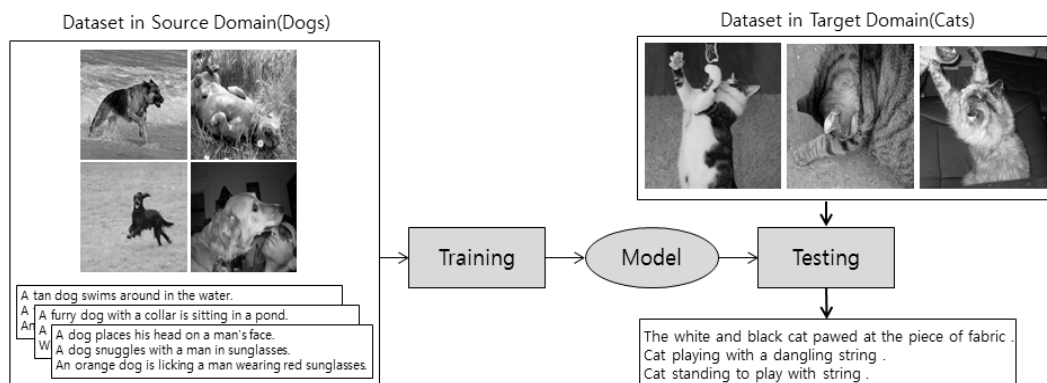 Dataset in Source Domain(Dogs)
Dataset in Target Domain(Cats)
Training
Model
Testing
A tan dog swims around in the water.
A
An
A furry dog with a collar is sitting in a pond.
A
W
A dog places his head on a man's face.
A dog snuggles with a man in sunglasses.
An orange dog is licking a man wearing red sunglasses.
The white and black cat pawed at the piece of fabric .
Cat playing with a dangling string .
Cat standing to play with string .